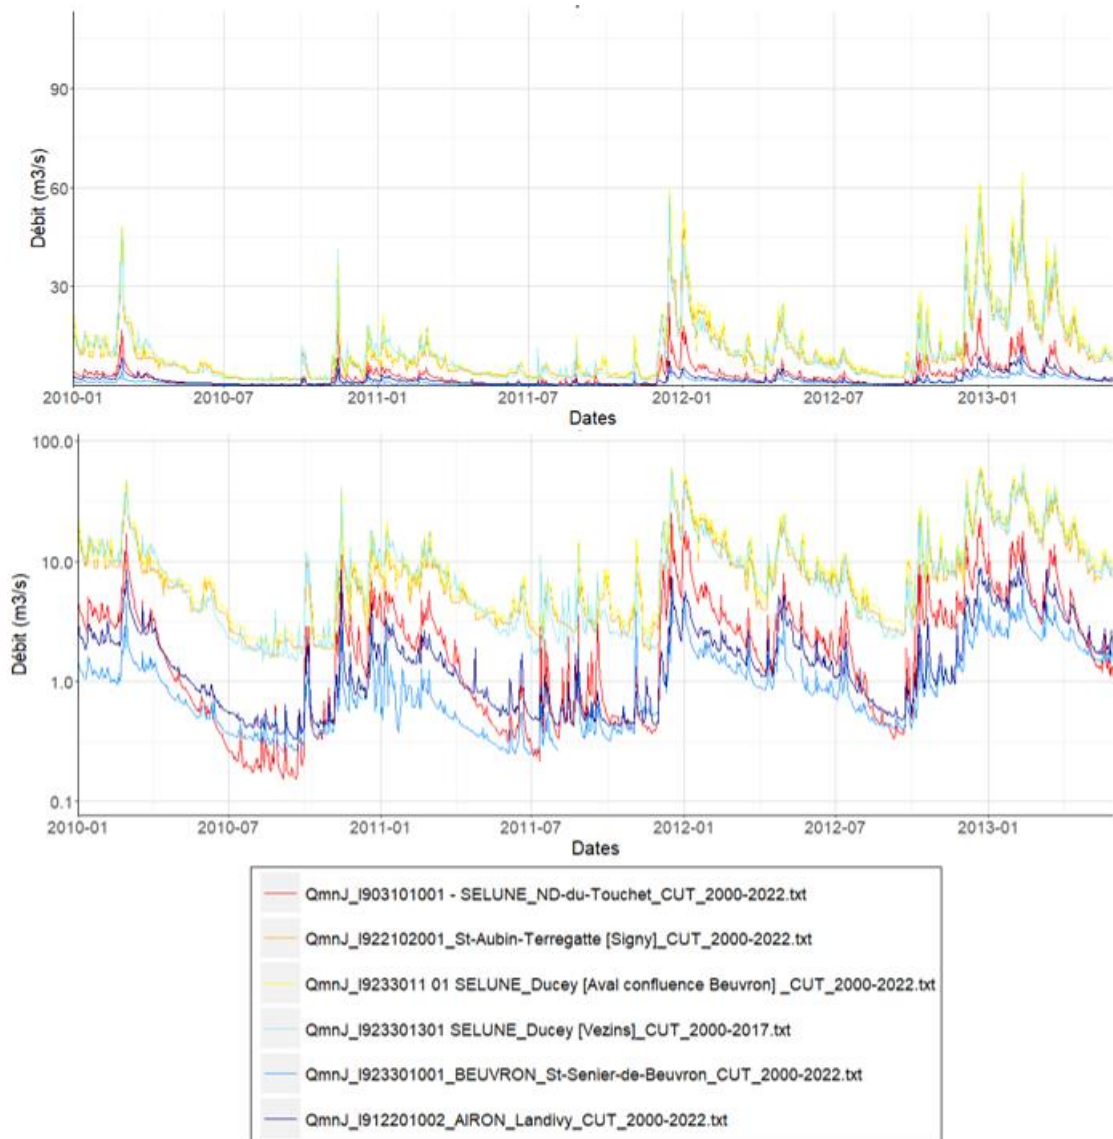 90
60
30
Débit (m3/s)
2010-01 2010-07 2011-01 2011-07 2012-01 2012-07 2013-01
Dates
100.0
10.0
1.0
0.1
Débit (m3/s)
2010-01 2010-07 2011-01 2011-07 2012-01 2012-07 2013-01
Dates
QmnJ_I903101001 - SELUNE_ND-du-Touchet_CUT_2000-2022.txt
QmnJ_I922102001_St-Aubin-Terregatte [Signy]_CUT_2000-2022.txt
QmnJ_I9233011 01 SELUNE_Ducey [Aval confluence Beuvron] _CUT_2000-2022.txt
QmnJ_I923301301 SELUNE_Ducey [Vezins]_CUT_2000-2017.txt
QmnJ_I923301001_BEUVRON_St-Senier-de-Beuvron_CUT_2000-2022.txt
QmnJ_I912201002_AIRON_Landivy_CUT_2000-2022.txt